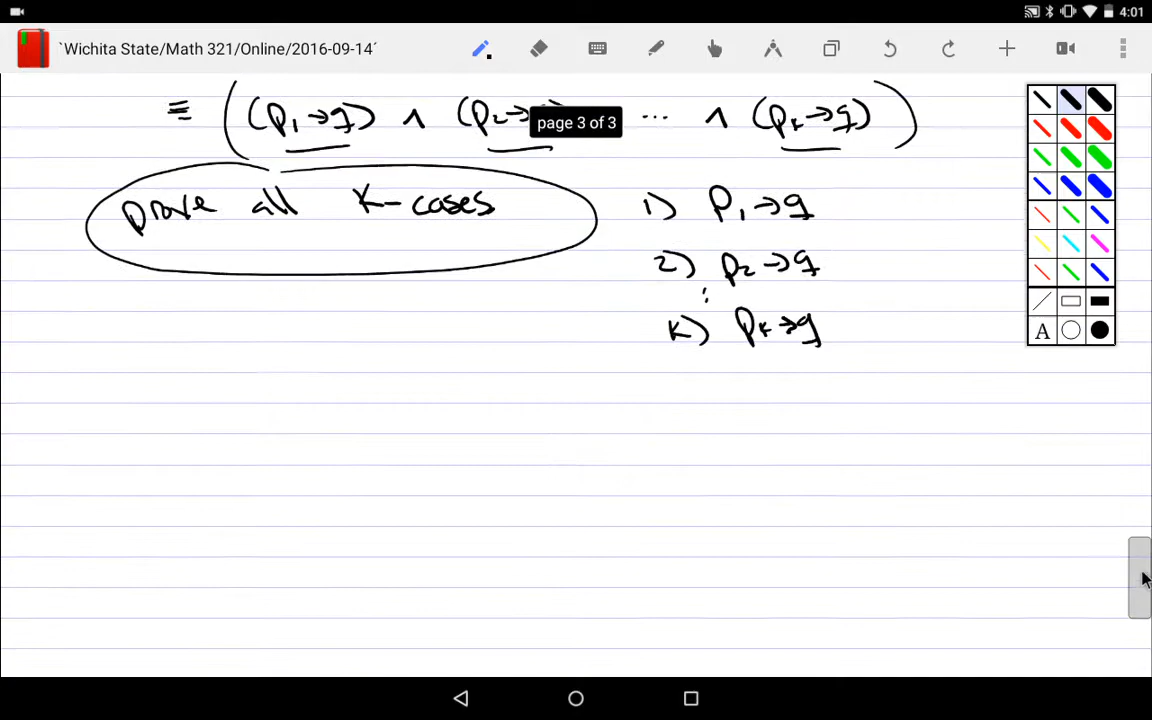 4:01
`Wichita State/Math 321/Online/2016-09-14´
≡ ((p₁→q) ∧ (p₂→ ... ∧ (pₖ→q))
page 3 of 3
prove all K-cases
1) p₁→q
2) p₂→q
⋮
K) pₖ→q
A